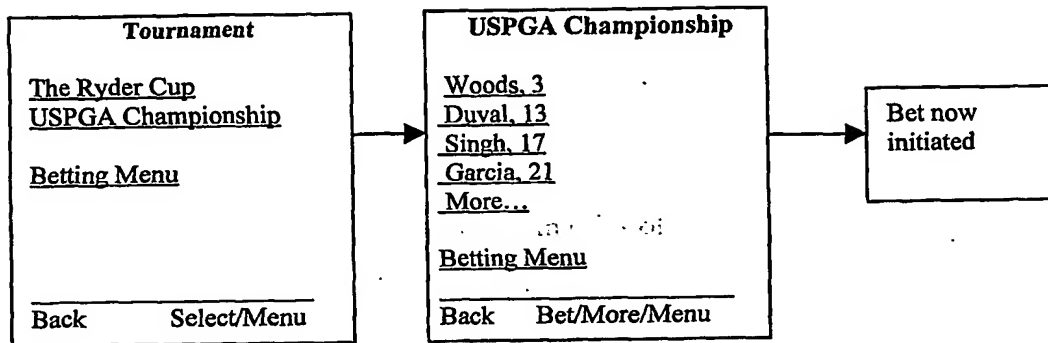 Tournament
The Ryder Cup
USPGA Championship
Betting Menu
Back Select/Menu
USPGA Championship
Woods, 3
Duval, 13
Singh, 17
Garcia, 21
More...
Betting Menu
Back Bet/More/Menu
Bet now
initiated